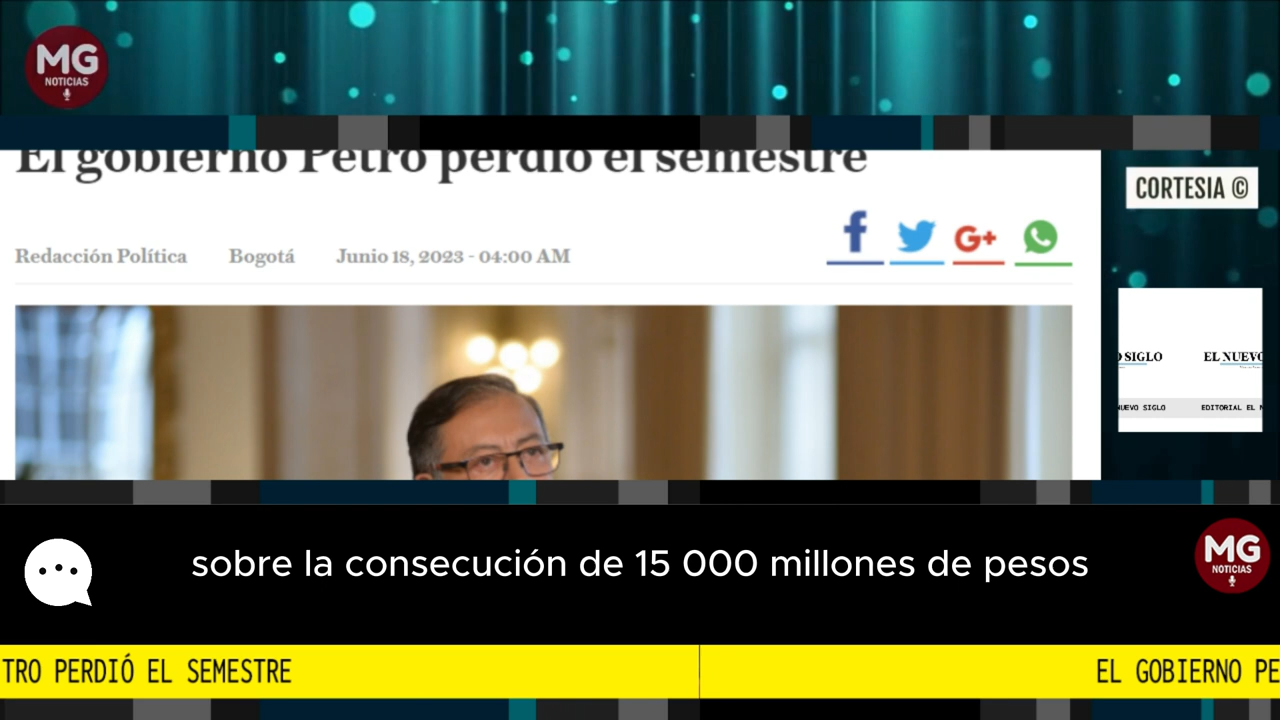 MG
NOTICIAS
El gobierno Petro perdió el semestre
CORTESIA ©
Redacción Política Bogotá Junio 18, 2023 - 04:00 AM
f G+
SIGLO EL NUEVO
NUEVO SIGLO EDITORIAL EL N
sobre la consecución de 15 000 millones de pesos
MG
NOTICIAS
TRO PERDIÓ EL SEMESTRE EL GOBIERNO PE